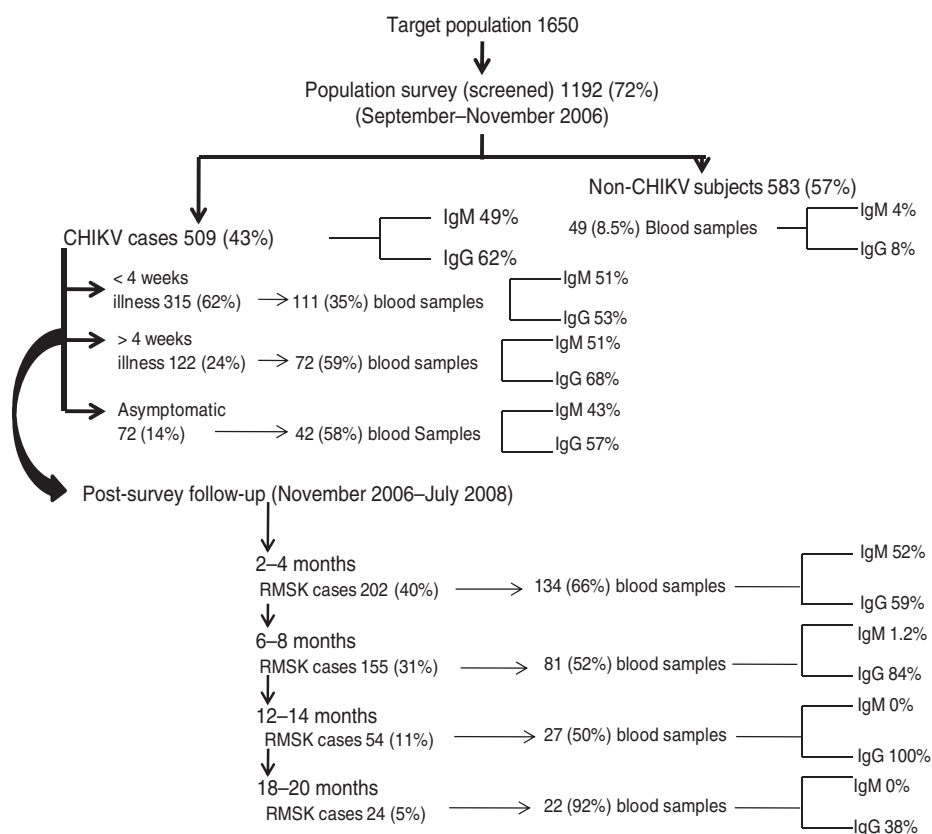 Target population 1650
Population survey (screened) 1192 (72%)
(September–November 2006)
Non-CHIKV subjects 583 (57%)
49 (8.5%) Blood samples
IgM 4%
IgG 8%
CHIKV cases 509 (43%)
IgM 49%
IgG 62%
< 4 weeks
illness 315 (62%)
111 (35%) blood samples
IgM 51%
IgG 53%
> 4 weeks
illness 122 (24%)
72 (59%) blood samples
IgM 51%
IgG 68%
Asymptomatic
72 (14%)
42 (58%) blood Samples
IgM 43%
IgG 57%
Post-survey follow-up (November 2006–July 2008)
2–4 months
RMSK cases 202 (40%)
134 (66%) blood samples
IgM 52%
IgG 59%
6–8 months
RMSK cases 155 (31%)
81 (52%) blood samples
IgM 1.2%
IgG 84%
12–14 months
RMSK cases 54 (11%)
27 (50%) blood samples
IgM 0%
IgG 100%
18–20 months
RMSK cases 24 (5%)
22 (92%) blood samples
IgM 0%
IgG 38%